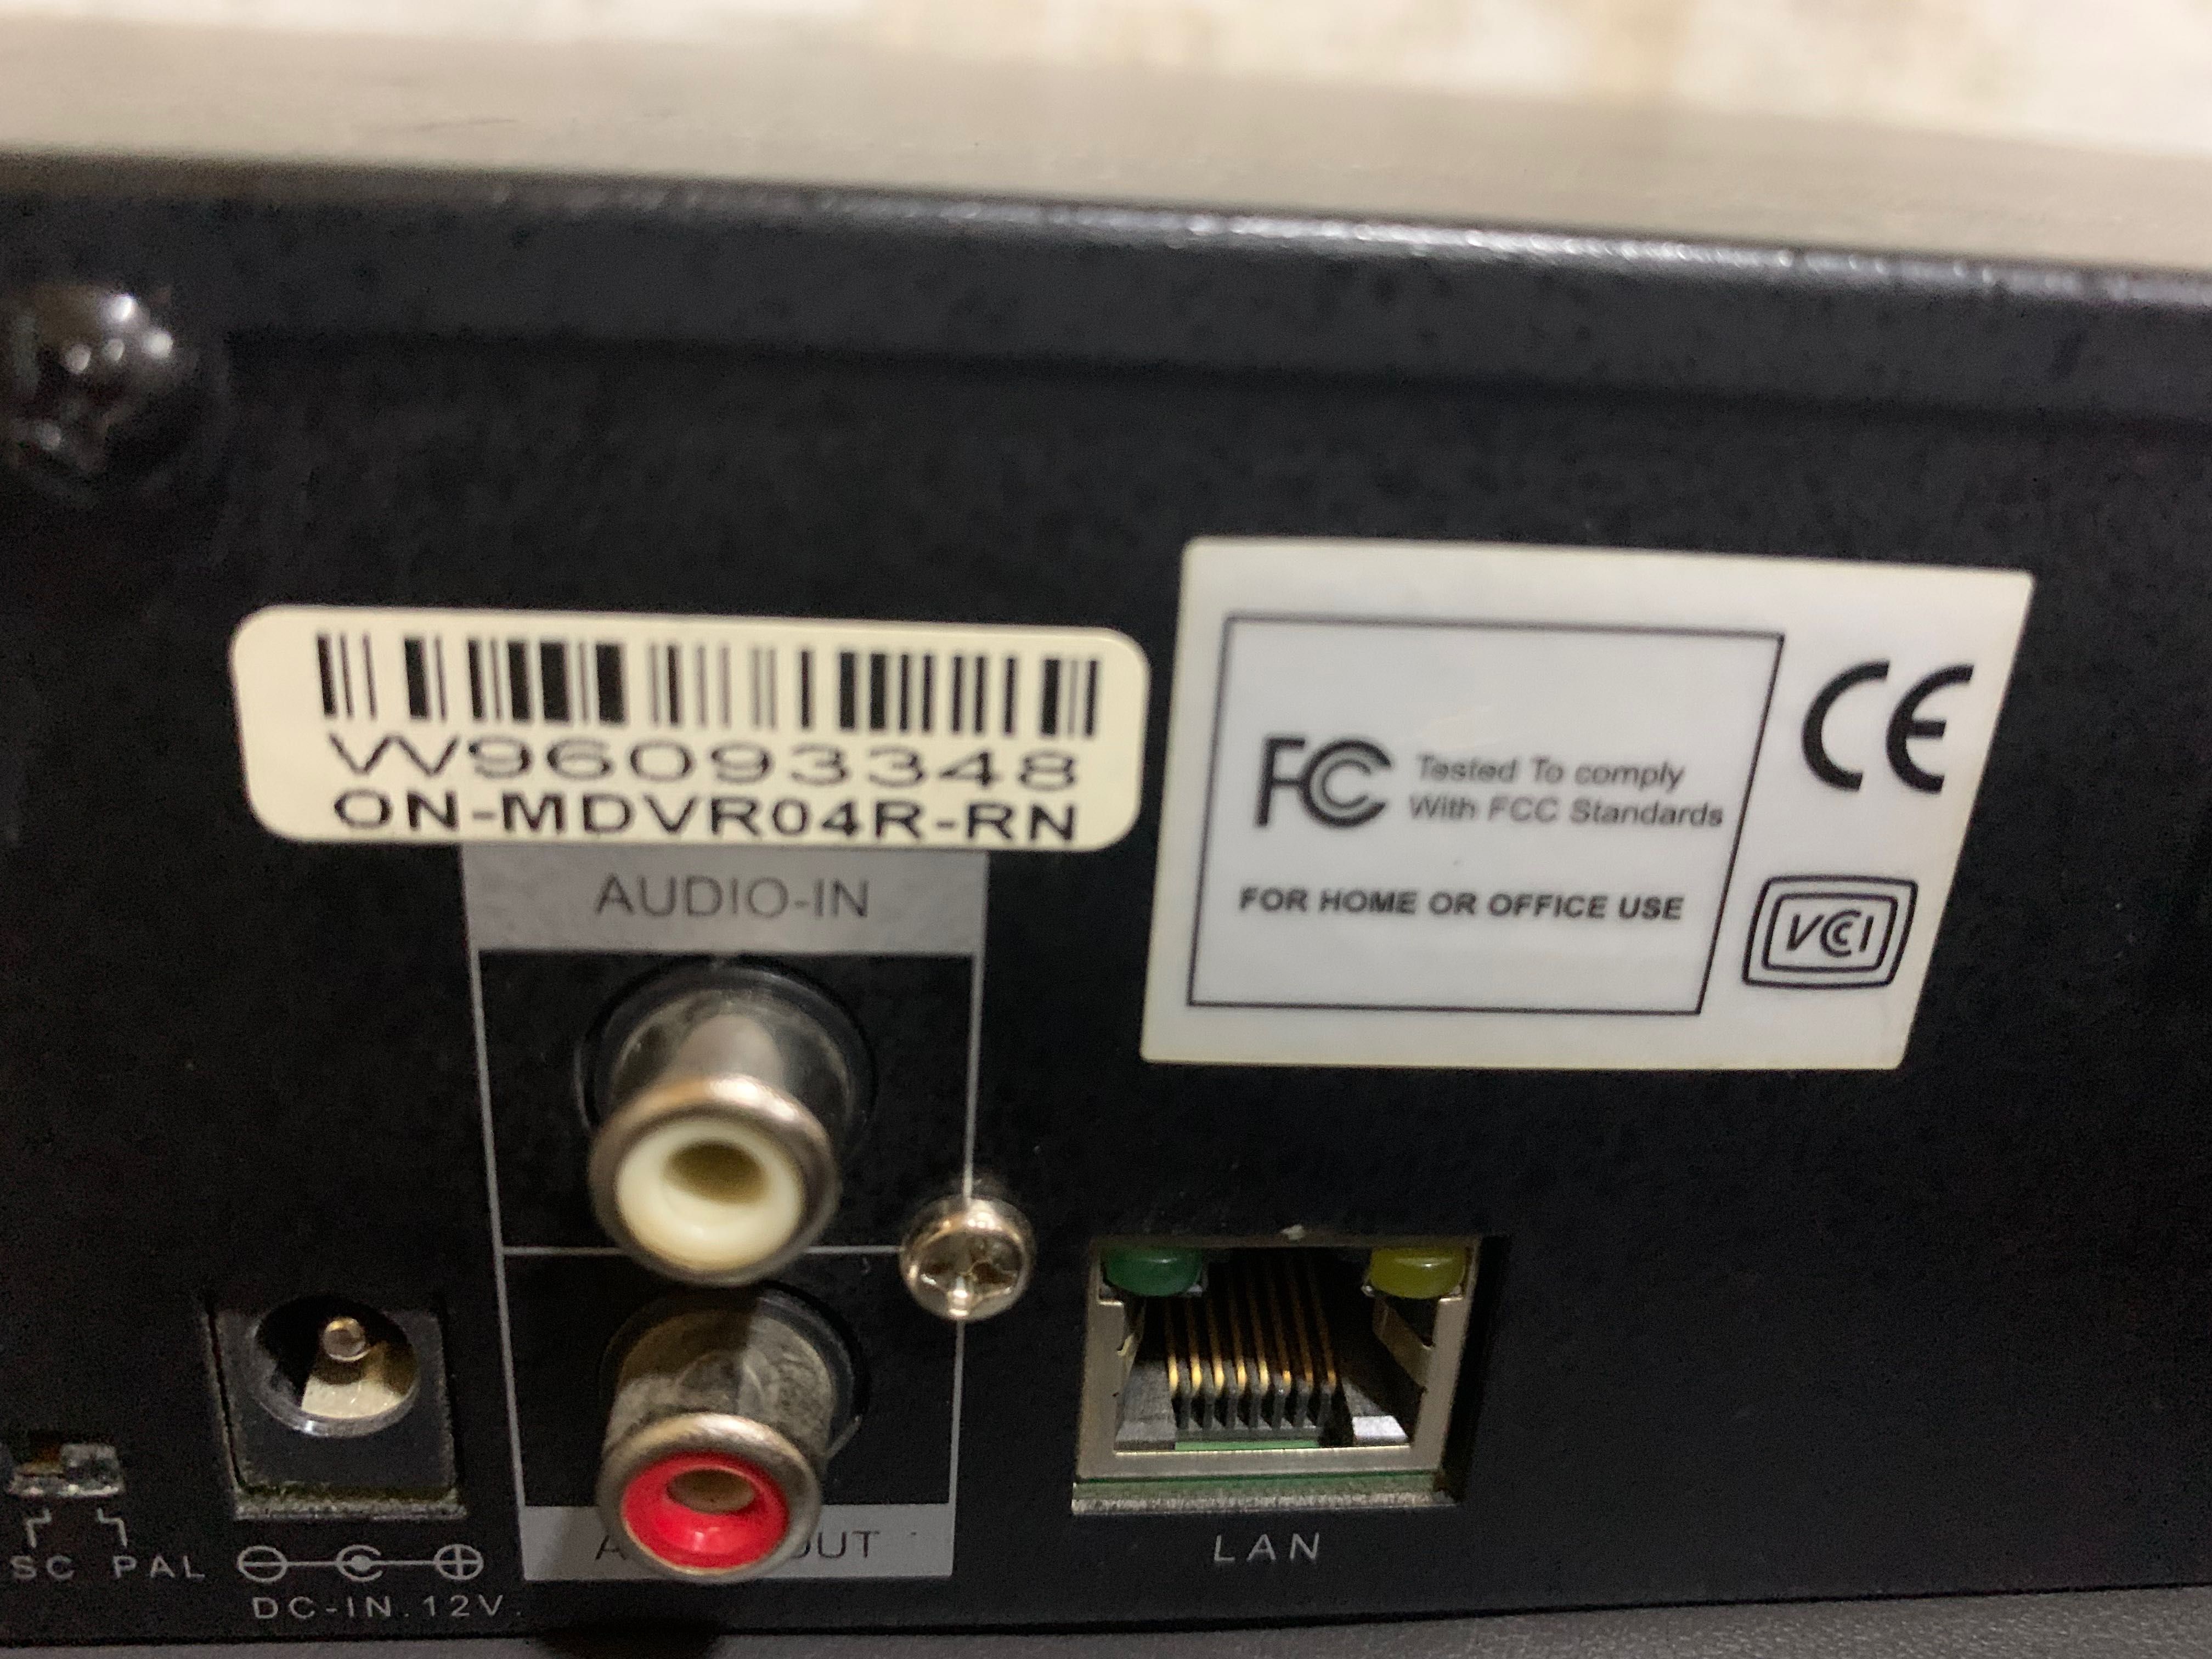 W96093348
ON-MDVR04R-RN
FC Tested To comply
With FCC Standards
FOR HOME OR OFFICE USE
CE
VCCI
AUDIO-IN
SC PAL
DC-IN.12V.
LAN